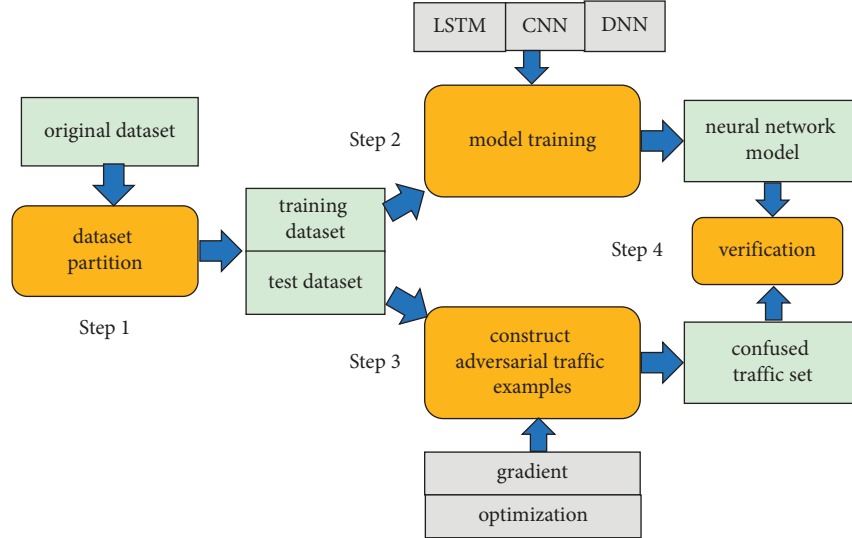 LSTM
CNN
DNN
original dataset
Step 2
model training
neural network
model
training
dataset
dataset
partition
Step 4
verification
test dataset
Step 1
Step 3
construct
adversarial traffic
examples
confused
traffic set
gradient
optimization